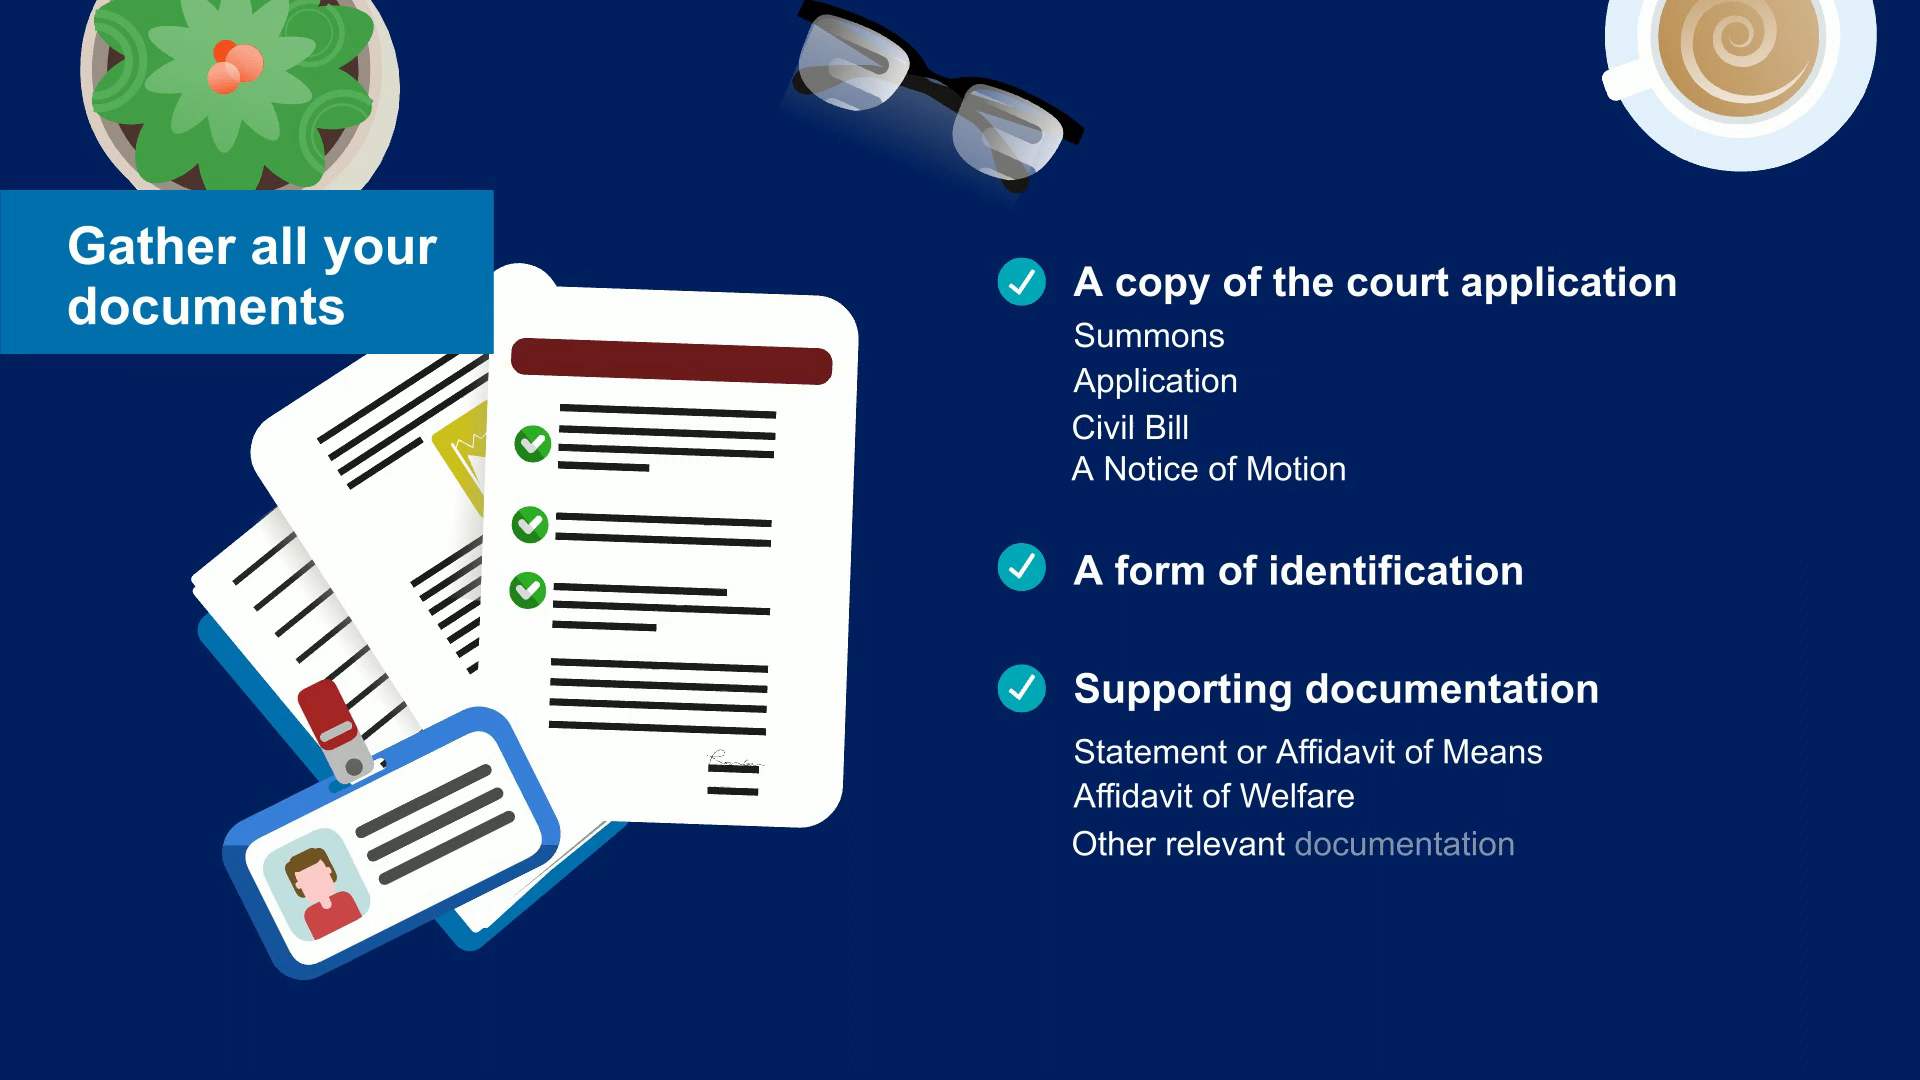 Gather all your
documents
A copy of the court application
Summons
Application
Civil Bill
A Notice of Motion
A form of identification
Supporting documentation
Statement or Affidavit of Means
Affidavit of Welfare
Other relevant documentation